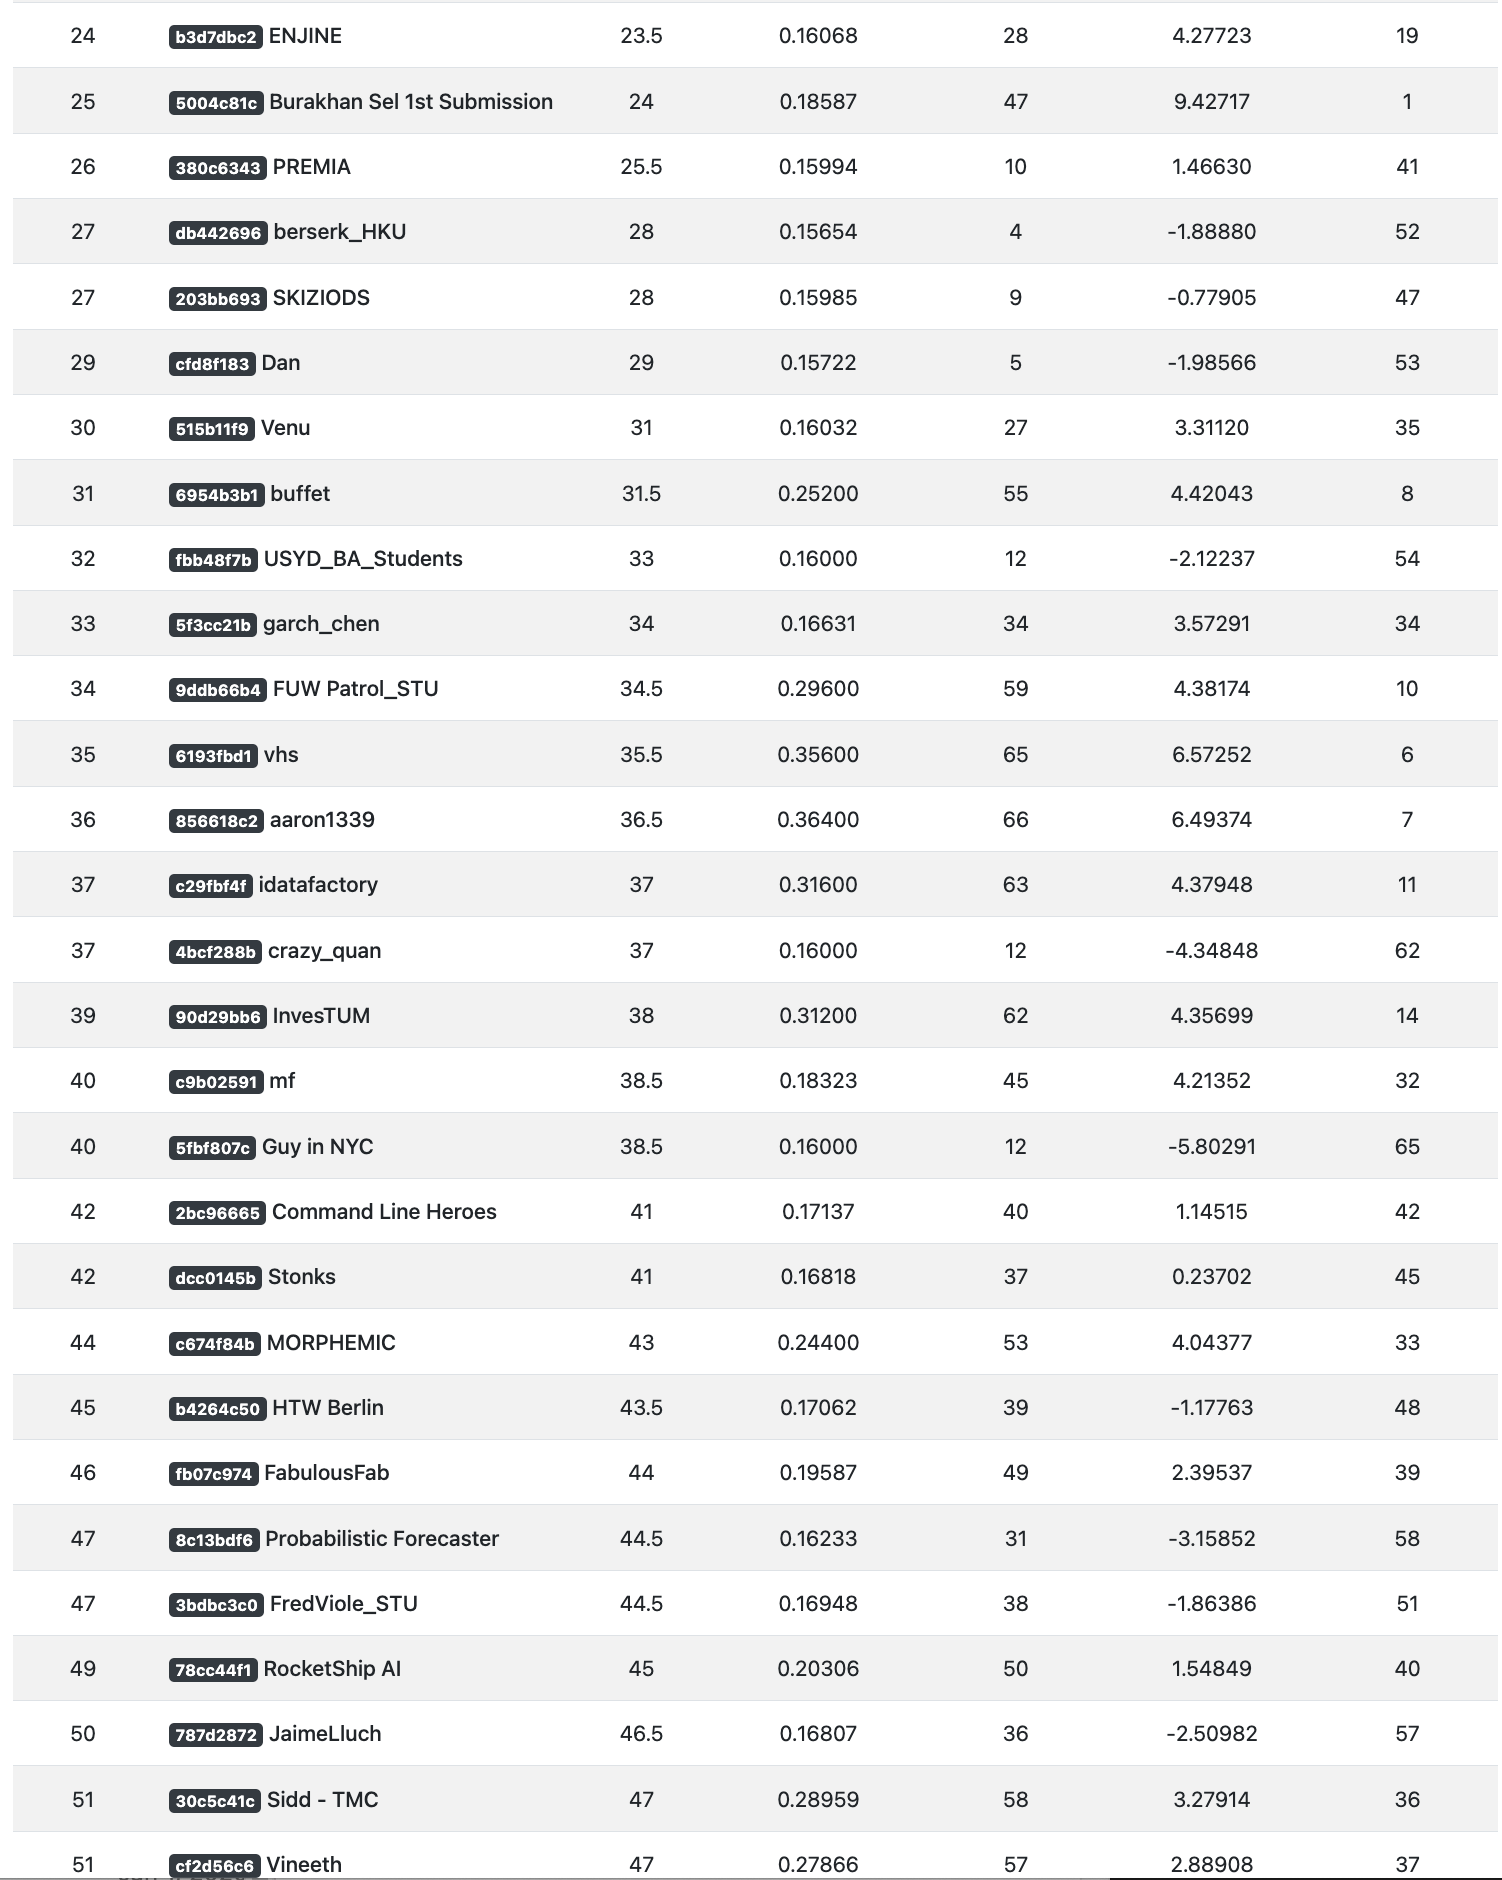 24 b3d7dbc2 ENJINE 23.5 0.16068 28 4.27723 19
25 5004c81c Burakhan Sel 1st Submission 24 0.18587 47 9.42717 1
26 380c6343 PREMIA 25.5 0.15994 10 1.46630 41
27 db442696 berserk_HKU 28 0.15654 4 -1.88880 52
27 203bb693 SKIZIODS 28 0.15985 9 -0.77905 47
29 cfd8f183 Dan 29 0.15722 5 -1.98566 53
30 515b11f9 Venu 31 0.16032 27 3.31120 35
31 6954b3b1 buffet 31.5 0.25200 55 4.42043 8
32 fbb48f7b USYD_BA_Students 33 0.16000 12 -2.12237 54
33 5f3cc21b garch_chen 34 0.16631 34 3.57291 34
34 9ddb66b4 FUW Patrol_STU 34.5 0.29600 59 4.38174 10
35 6193fbd1 vhs 35.5 0.35600 65 6.57252 6
36 856618c2 aaron1339 36.5 0.36400 66 6.49374 7
37 c29fbf4f idatafactory 37 0.31600 63 4.37948 11
37 4bcf288b crazy_quan 37 0.16000 12 -4.34848 62
39 90d29bb6 InvesTUM 38 0.31200 62 4.35699 14
40 c9b02591 mf 38.5 0.18323 45 4.21352 32
40 5fbf807c Guy in NYC 38.5 0.16000 12 -5.80291 65
42 2bc96665 Command Line Heroes 41 0.17137 40 1.14515 42
42 dcc0145b Stonks 41 0.16818 37 0.23702 45
44 c674f84b MORPHEMIC 43 0.24400 53 4.04377 33
45 b4264c50 HTW Berlin 43.5 0.17062 39 -1.17763 48
46 fb07c974 FabulousFab 44 0.19587 49 2.39537 39
47 8c13bdf6 Probabilistic Forecaster 44.5 0.16233 31 -3.15852 58
47 3bdbc3c0 FredViole_STU 44.5 0.16948 38 -1.86386 51
49 78cc44f1 RocketShip AI 45 0.20306 50 1.54849 40
50 787d2872 JaimeLluch 46.5 0.16807 36 -2.50982 57
51 30c5c41c Sidd - TMC 47 0.28959 58 3.27914 36
51 cf2d56c6 Vineeth 47 0.27866 57 2.88908 37